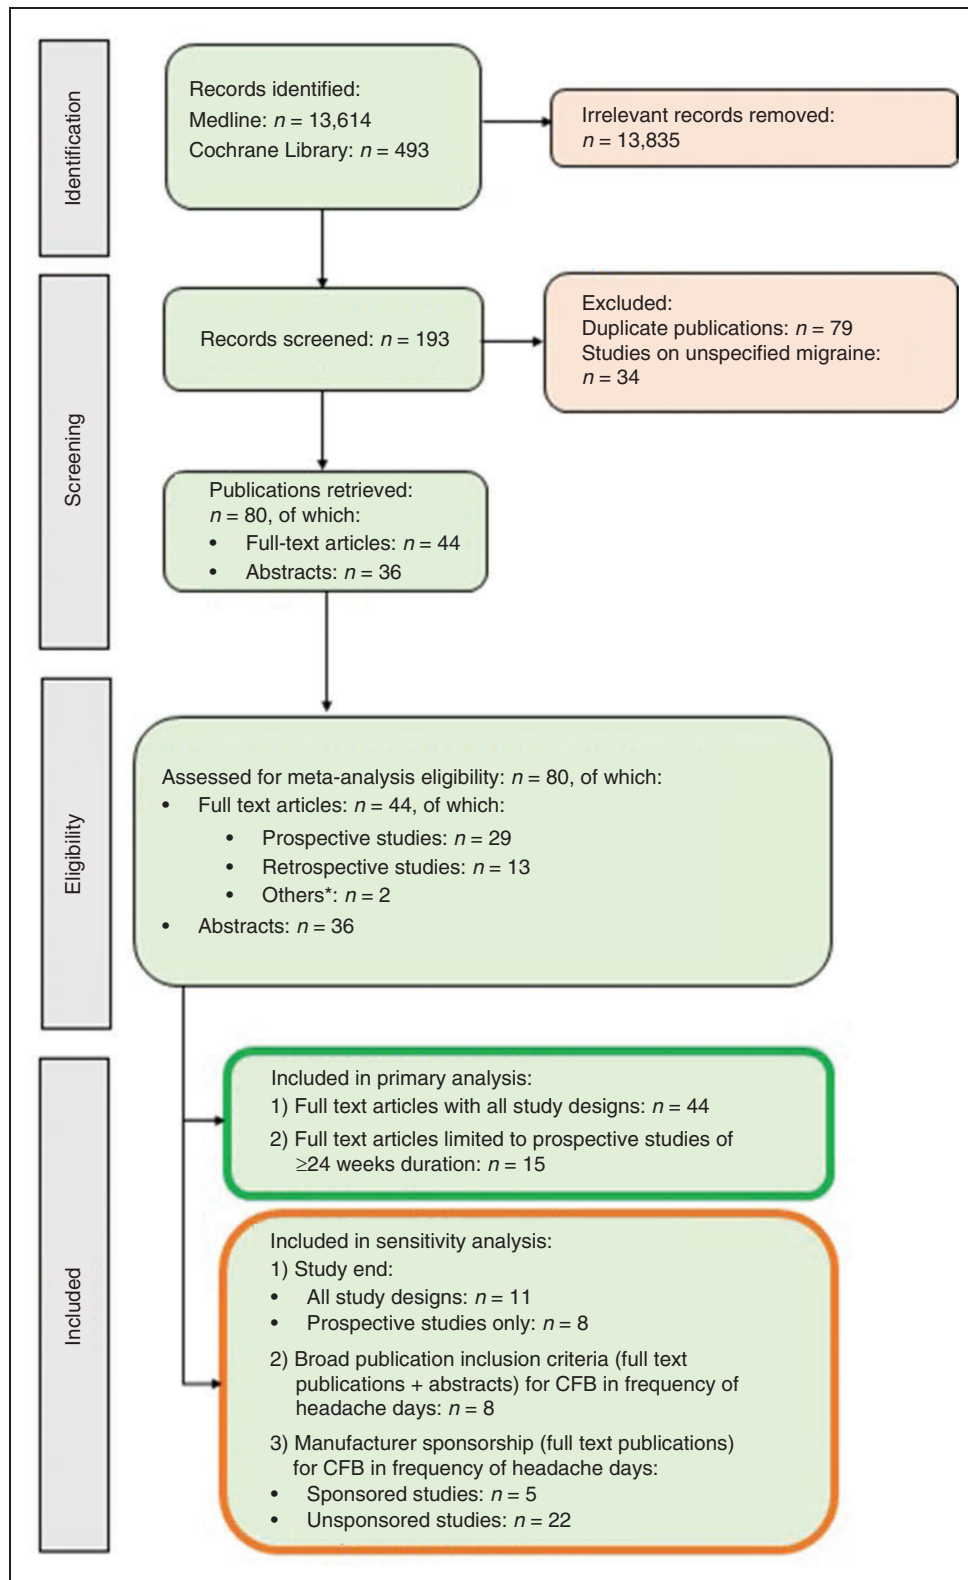 Identification
Records identified:
Medline: n = 13,614
Cochrane Library: n = 493
Irrelevant records removed:
n = 13,835
Screening
Records screened: n = 193
Excluded:
Duplicate publications: n = 79
Studies on unspecified migraine:
n = 34
Publications retrieved:
n = 80, of which:
• Full-text articles: n = 44
• Abstracts: n = 36
Eligibility
Assessed for meta-analysis eligibility: n = 80, of which:
• Full text articles: n = 44, of which:
• Prospective studies: n = 29
• Retrospective studies: n = 13
• Others*: n = 2
• Abstracts: n = 36
Included
Included in primary analysis:
1) Full text articles with all study designs: n = 44
2) Full text articles limited to prospective studies of
≥24 weeks duration: n = 15
Included in sensitivity analysis:
1) Study end:
• All study designs: n = 11
• Prospective studies only: n = 8
2) Broad publication inclusion criteria (full text
publications + abstracts) for CFB in frequency of
headache days: n = 8
3) Manufacturer sponsorship (full text publications)
for CFB in frequency of headache days:
• Sponsored studies: n = 5
• Unsponsored studies: n = 22